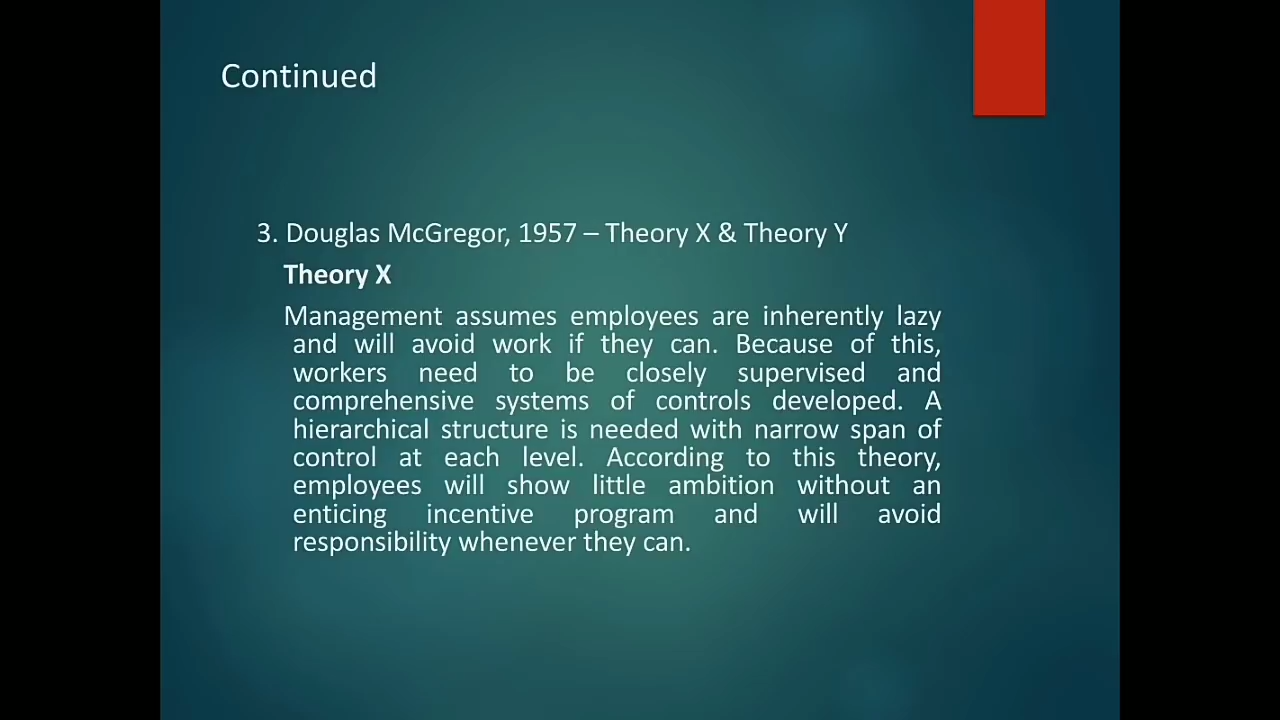 Continued
3. Douglas McGregor, 1957 – Theory X & Theory Y
Theory X
Management assumes employees are inherently lazy
and will avoid work if they can. Because of this,
workers need to be closely supervised and
comprehensive systems of controls developed. A
hierarchical structure is needed with narrow span of
control at each level. According to this theory,
employees will show little ambition without an
enticing incentive program and will avoid
responsibility whenever they can.